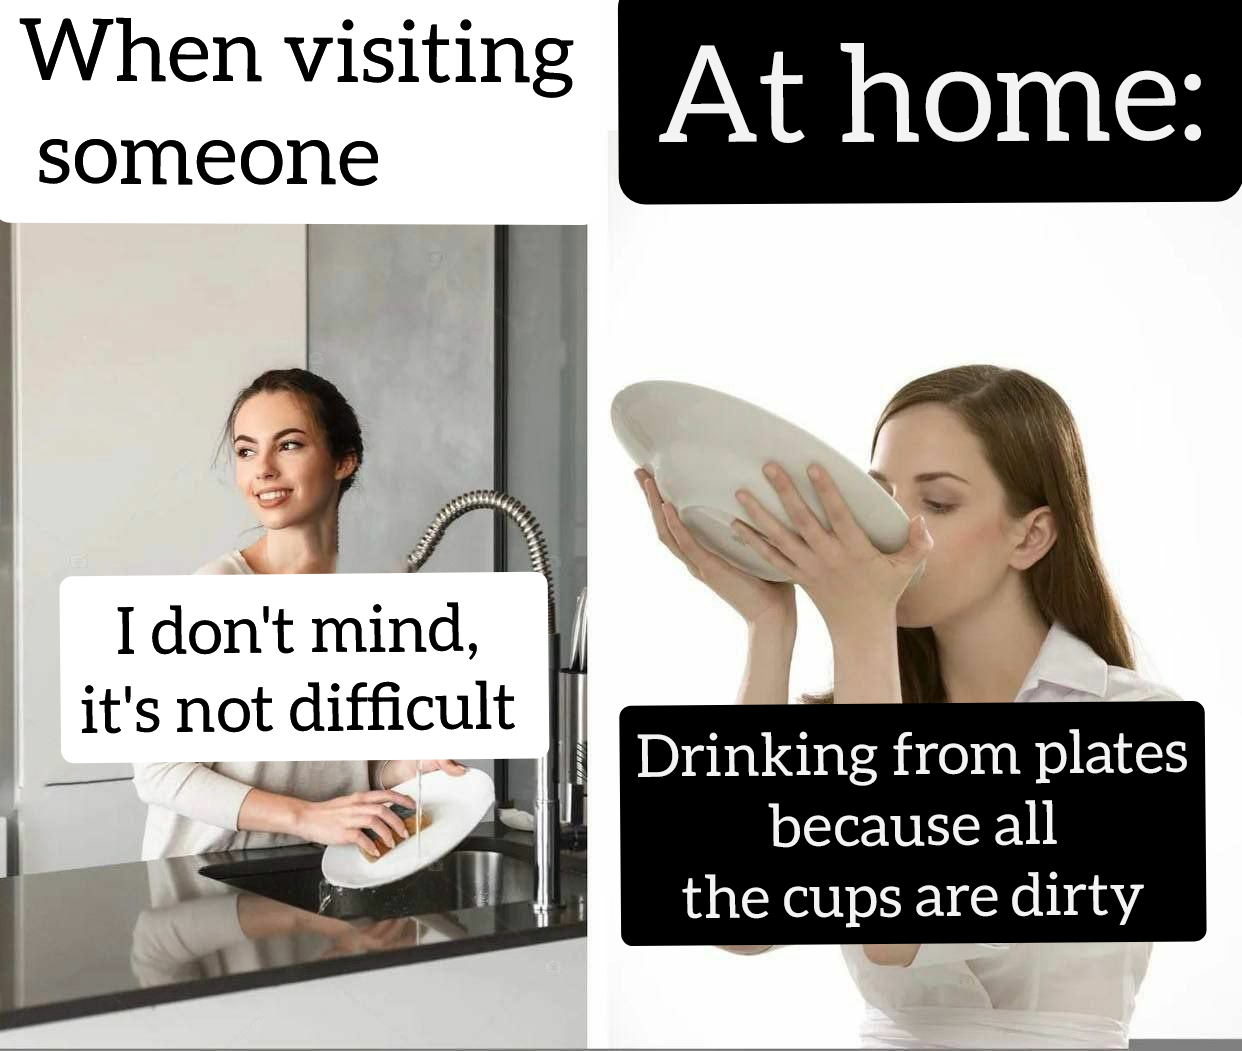 When visiting
someone
I don't mind,
it's not difficult
At home:
Drinking from plates
because all
the cups are dirty